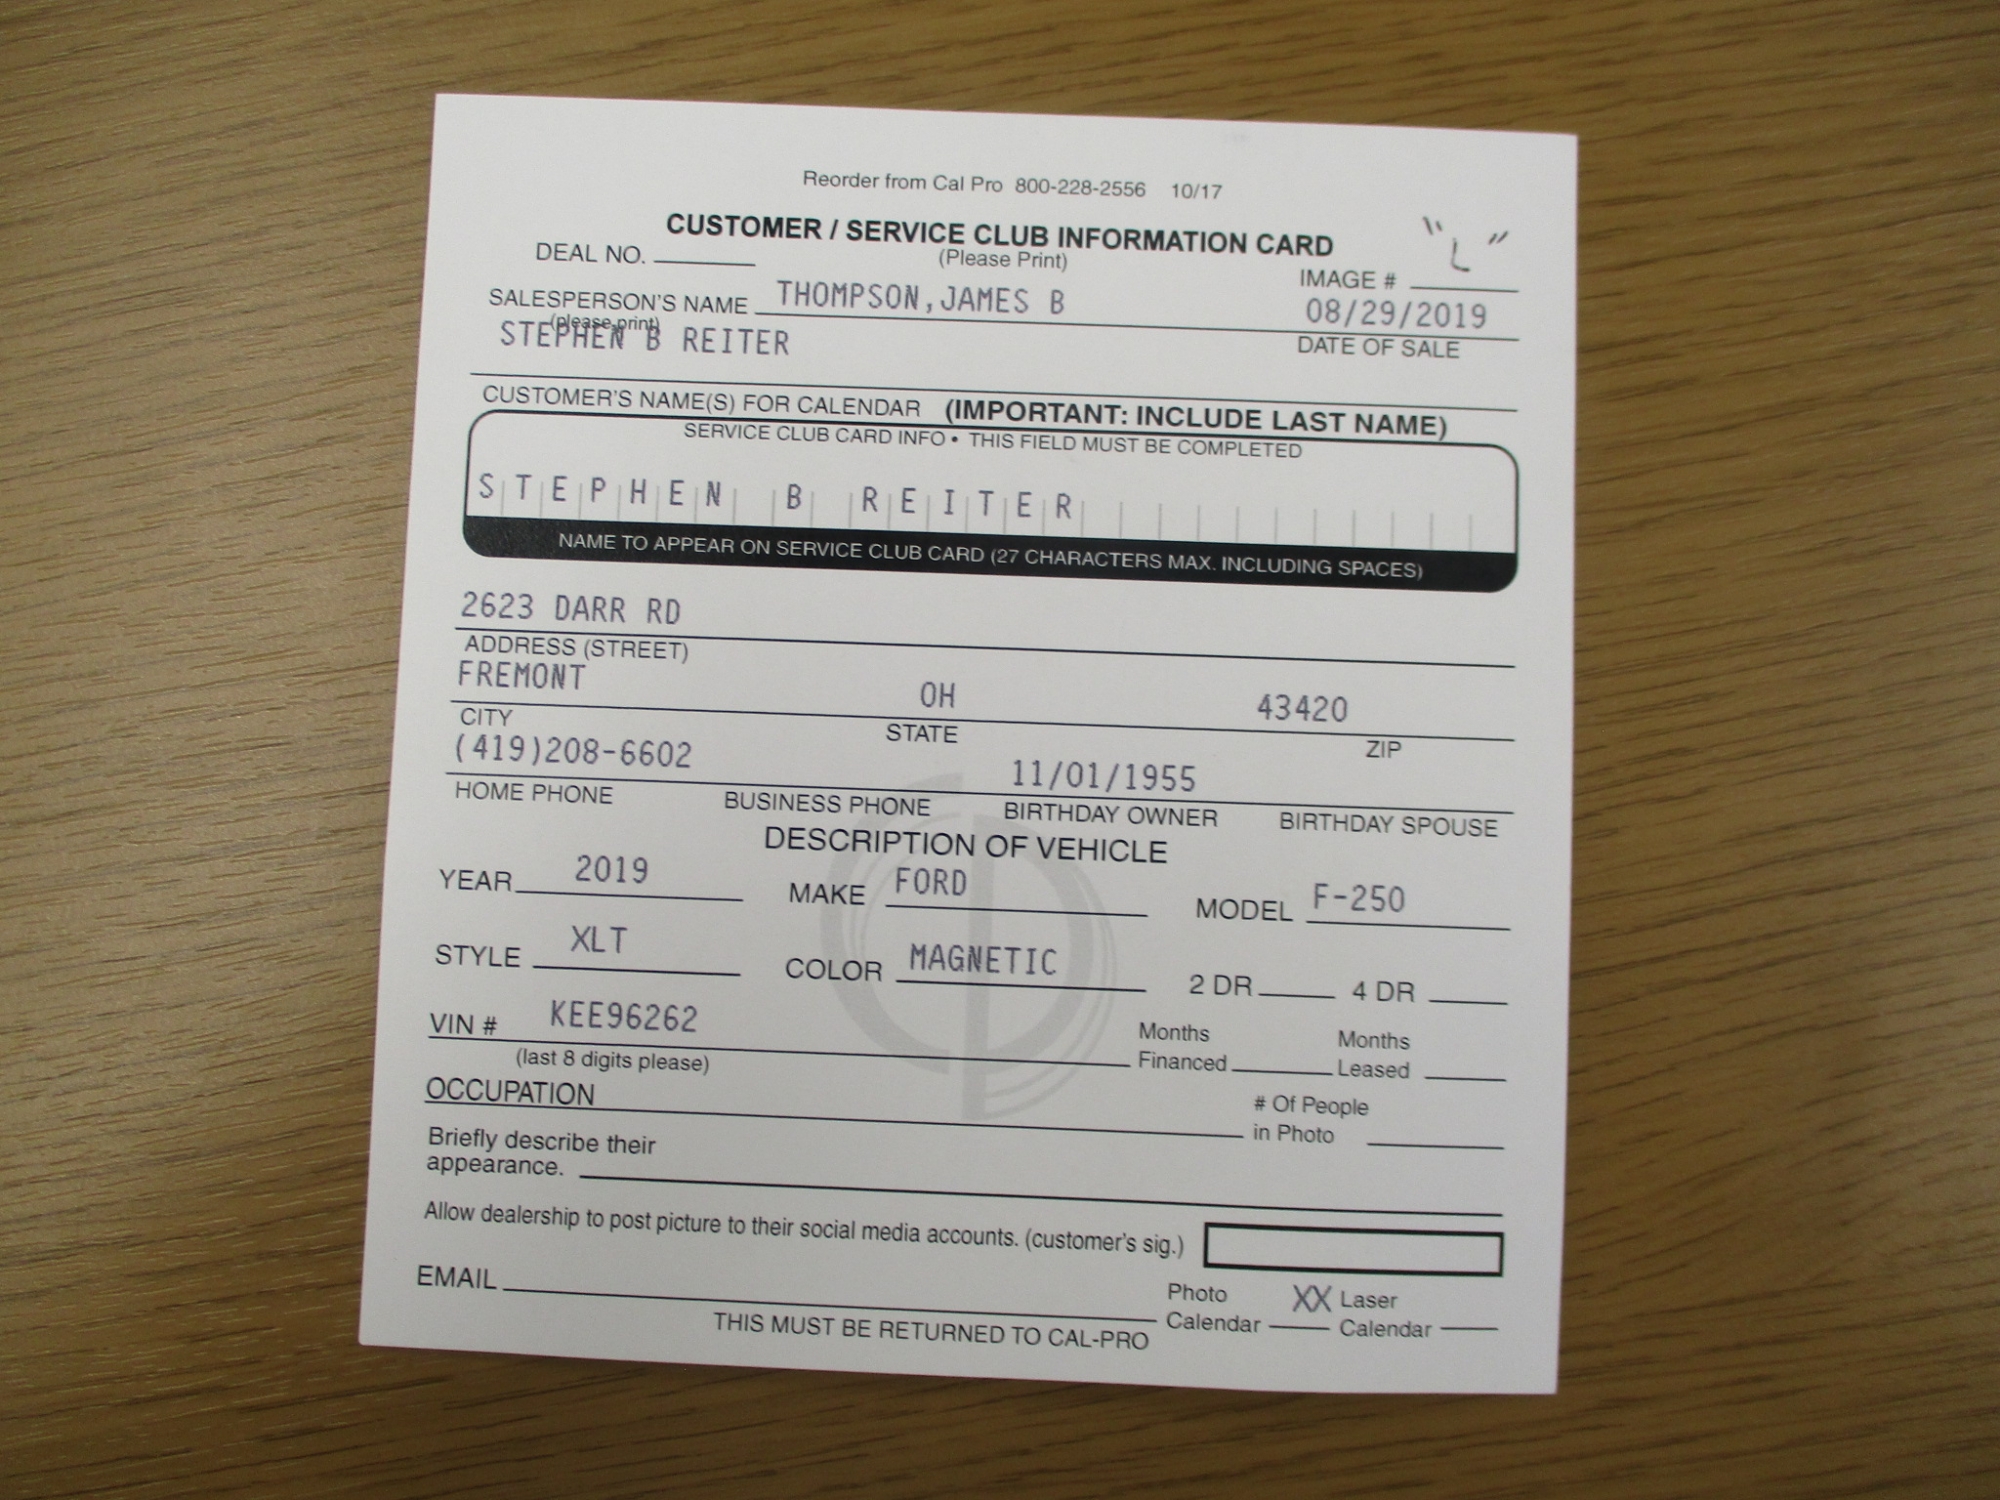 Reorder from Cal Pro 800-228-2556 10/17
CUSTOMER / SERVICE CLUB INFORMATION CARD
"L"
DEAL NO.
(Please Print)
IMAGE #
SALESPERSON'S NAME THOMPSON,JAMES B
08/29/2019
(please print)
STEPHEN B REITER
DATE OF SALE
CUSTOMER'S NAME(S) FOR CALENDAR (IMPORTANT: INCLUDE LAST NAME)
SERVICE CLUB CARD INFO • THIS FIELD MUST BE COMPLETED
STEPHEN B REITER
NAME TO APPEAR ON SERVICE CLUB CARD (27 CHARACTERS MAX. INCLUDING SPACES)
2623 DARR RD
ADDRESS (STREET)
FREMONT OH 43420
CITY STATE ZIP
(419)208-6602 11/01/1955
HOME PHONE BUSINESS PHONE BIRTHDAY OWNER BIRTHDAY SPOUSE
DESCRIPTION OF VEHICLE
YEAR 2019 MAKE FORD MODEL F-250
STYLE XLT COLOR MAGNETIC 2 DR 4 DR
VIN # KEE96262 Months Financed Months Leased
(last 8 digits please)
OCCUPATION # Of People in Photo
Briefly describe their
appearance.
Allow dealership to post picture to their social media accounts. (customer's sig.)
EMAIL Photo Calendar XX Laser Calendar
THIS MUST BE RETURNED TO CAL-PRO